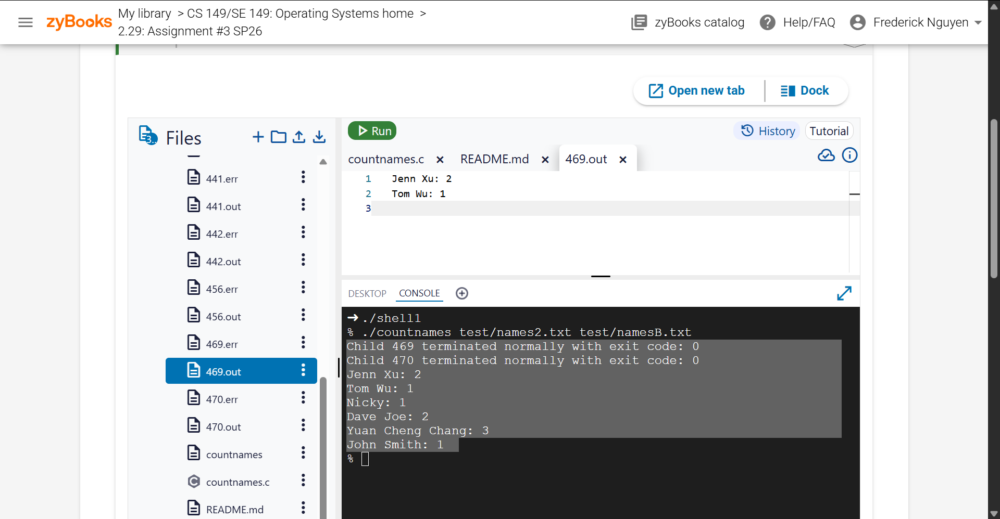 zyBooks
My library > CS 149/SE 149: Operating Systems home >
2.29: Assignment #3 SP26
zyBooks catalog
Help/FAQ
Frederick Nguyen
Open new tab
Dock
3..
Files
441.err
441.out
442.err
442.out
456.err
456.out
469.err
469.out
470.err
470.out
countnames
countnames.c
README.md
Run
History
Tutorial
countnames.c
README.md
469.out
1 Jenn Xu: 2
2 Tom Wu: 1
3
DESKTOP
CONSOLE
➜ ./shell1
% ./countnames test/names2.txt test/namesB.txt
Child 469 terminated normally with exit code: 0
Child 470 terminated normally with exit code: 0
Jenn Xu: 2
Tom Wu: 1
Nicky: 1
Dave Joe: 2
Yuan Cheng Chang: 3
John Smith: 1
%